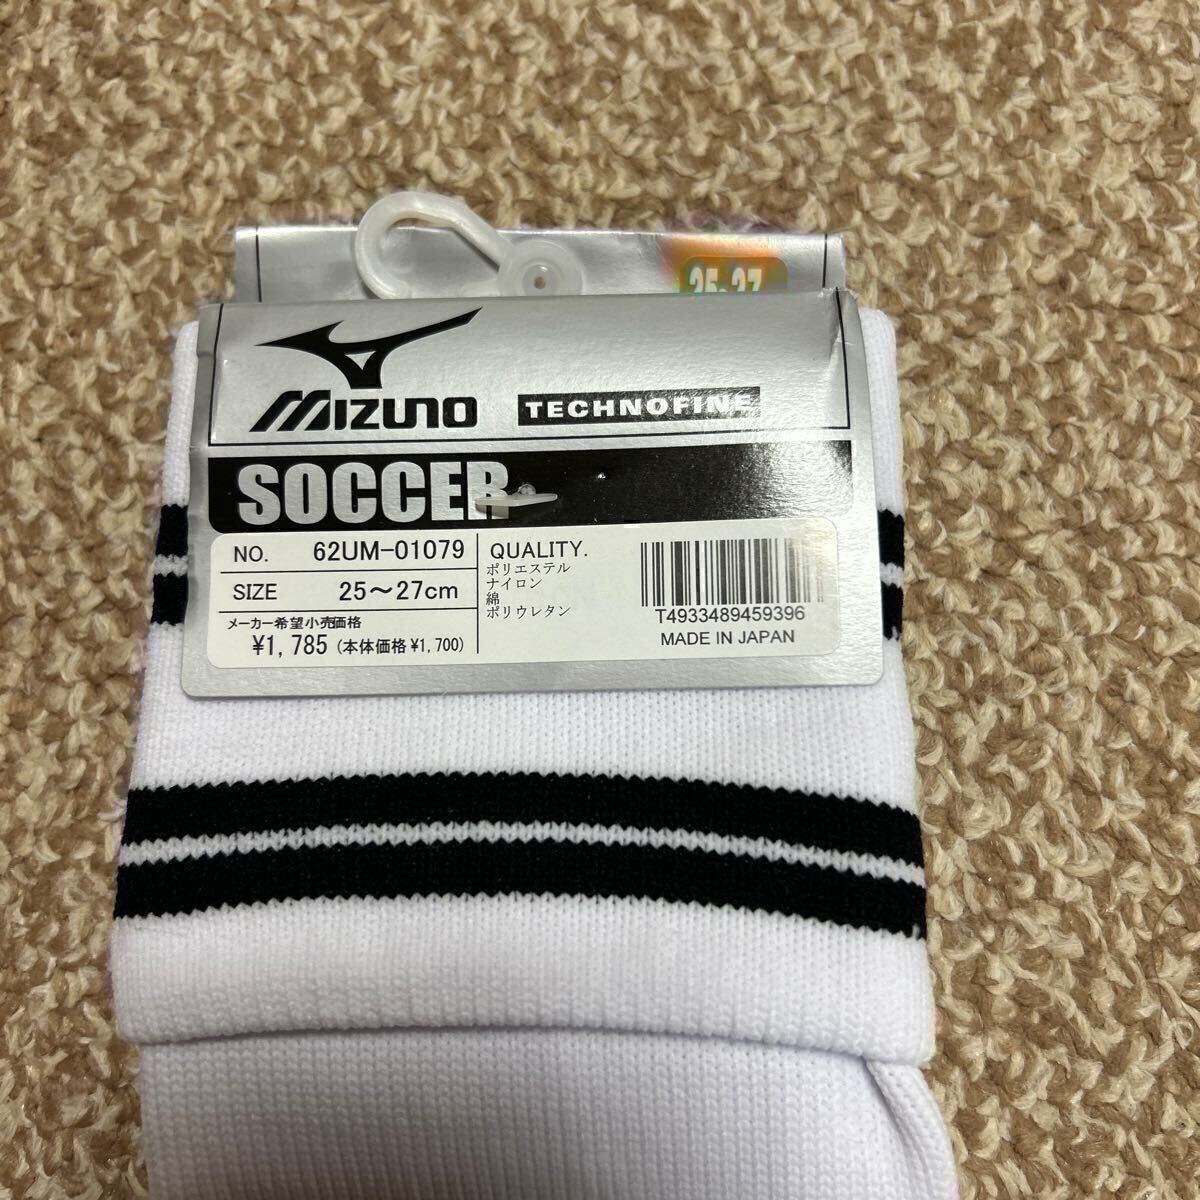 25-27
MIZUNO
TECHNOFINE
SOCCER
NO. 62UM-01079
SIZE 25～27cm
メーカー希望小売価格
¥1,785 (本体価格 ¥1,700)
QUALITY.
ポリエステル
ナイロン
綿
ポリウレタン
T4933489459396
MADE IN JAPAN